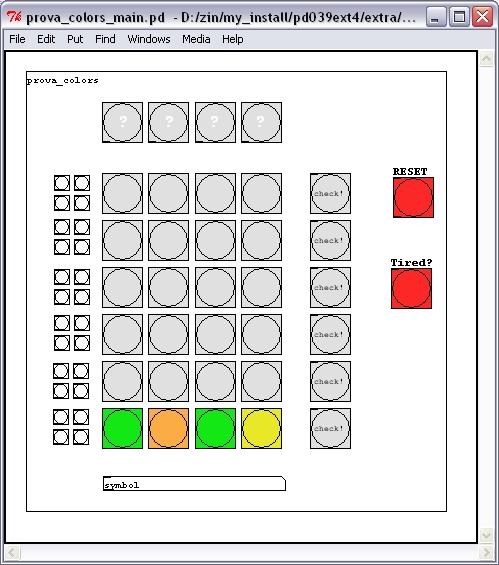 prova_colors_main.pd - D:/zin/my_install/pd039ext4/extra/...
File Edit Put Find Windows Media Help
prova_colors
? ? ? ?
RESET
check!
check!
Tired?
check!
check!
check!
check!
symbol